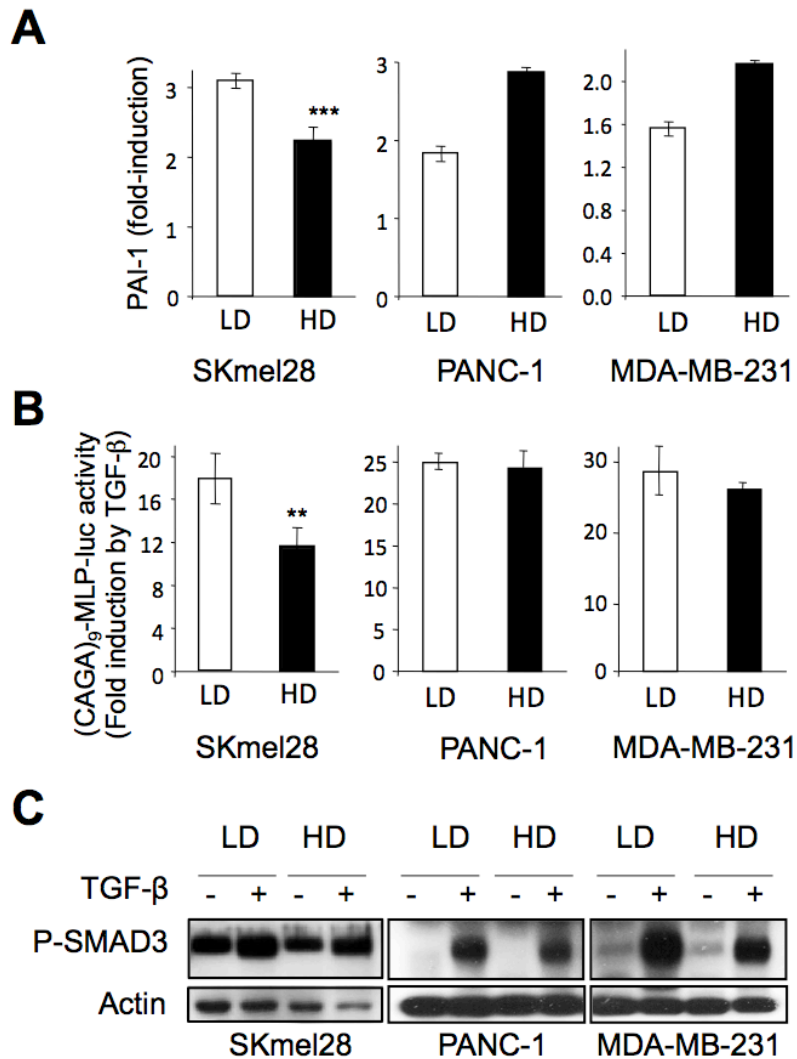 A
PAI-1 (fold-induction)
3
2
1
0
LD HD
***
SKmel28
3
2
1
0
LD HD
PANC-1
2.0
1.6
1.2
0.8
0.4
0.0
LD HD
MDA-MB-231
B
(CAGA)9-MLP-luc activity
(Fold induction by TGF-β)
20
16
12
8
4
0
LD HD
**
SKmel28
25
20
15
10
5
0
LD HD
PANC-1
30
20
30
10
0
LD HD
MDA-MB-231
C
LD HD LD HD LD HD
TGF-β - + - + - + - + - + - +
P-SMAD3
Actin
SKmel28 PANC-1 MDA-MB-231